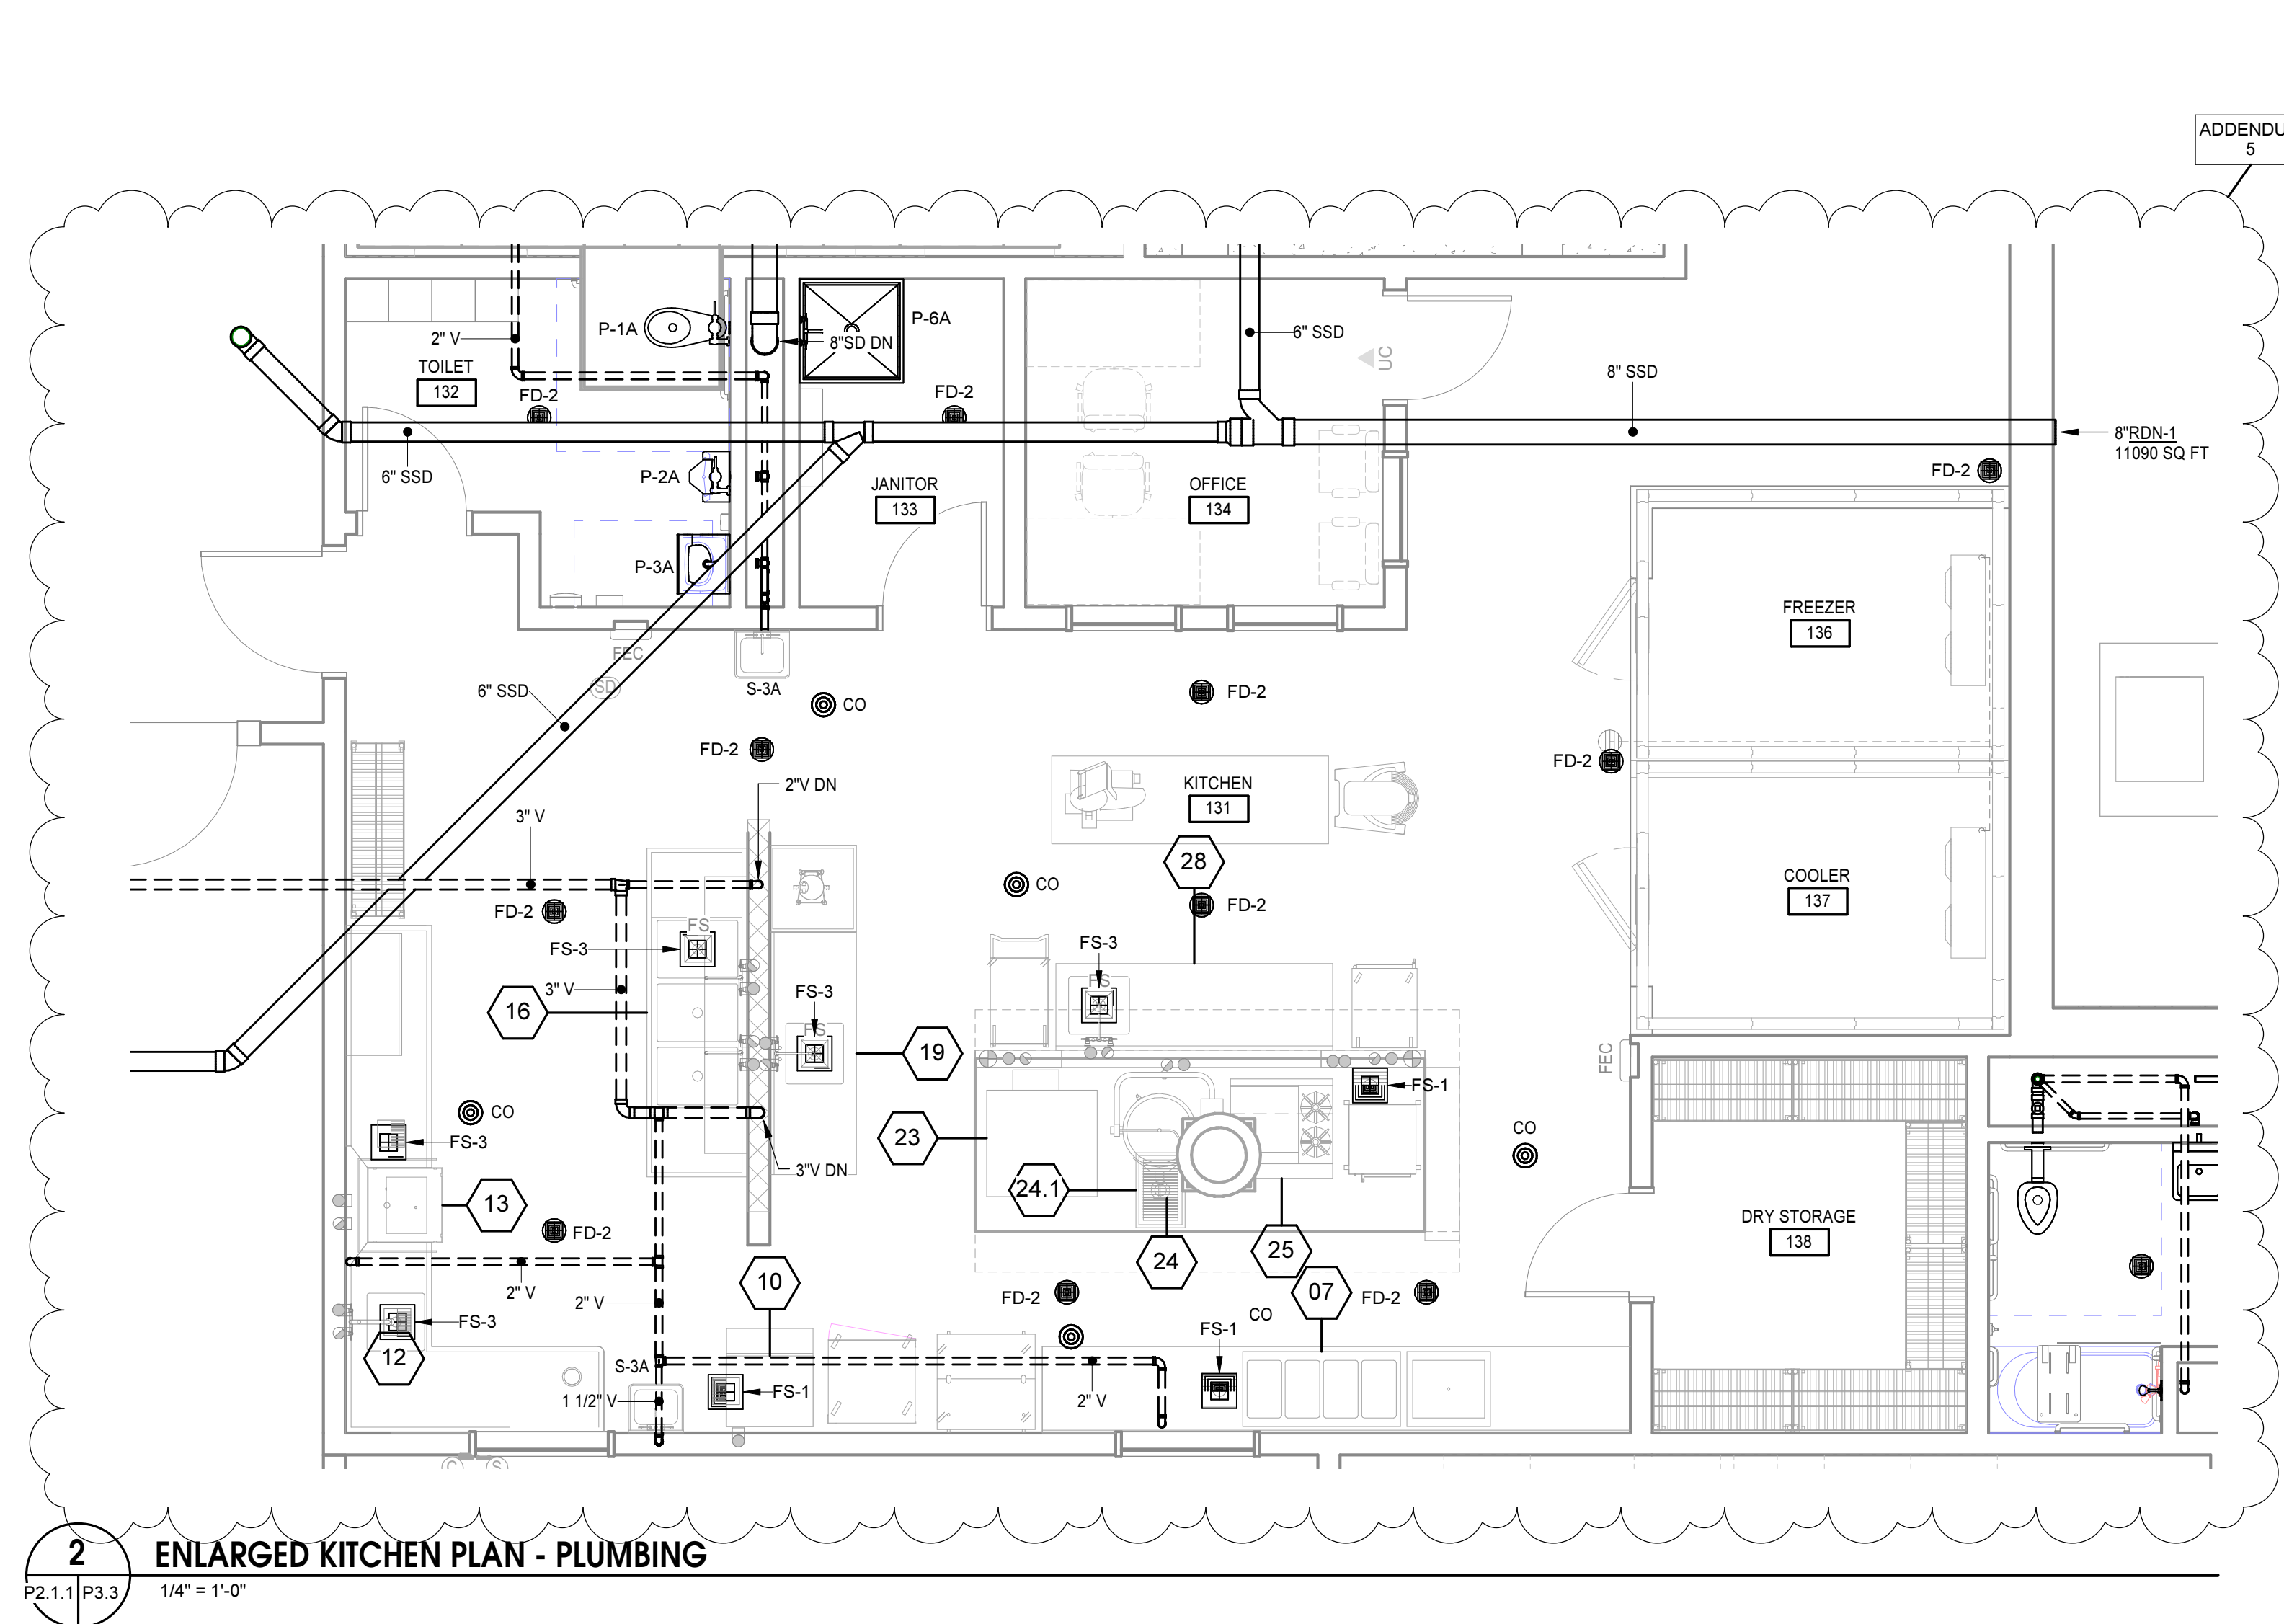 ADDENDU
5
P-1A
P-6A
2" V
8"SD DN
6" SSD
UC
TOILET
132
8" SSD
FD-2
FD-2
8"RDN-1
11090 SQ FT
6" SSD
P-2A
JANITOR
133
OFFICE
134
FD-2
P-3A
FREEZER
136
FEC
SD
6" SSD
S-3A
CO
FD-2
FD-2
FD-2
2"V DN
KITCHEN
131
3" V
28
CO
COOLER
137
FD-2
FD-2
FS
FS-3
FS-3
FS
3" V
16
FS-3
FS
19
FEC
FS-1
CO
FS-3
23
CO
3"V DN
24.1
13
FD-2
DRY STORAGE
138
24
25
10
07
2" V
2" V
FD-2
FD-2
CO
FS-3
12
FS-1
S-3A
FS-1
1 1/2" V
2" V
C
S
2
ENLARGED KITCHEN PLAN - PLUMBING
P2.1.1
P3.3
1/4" = 1'-0"